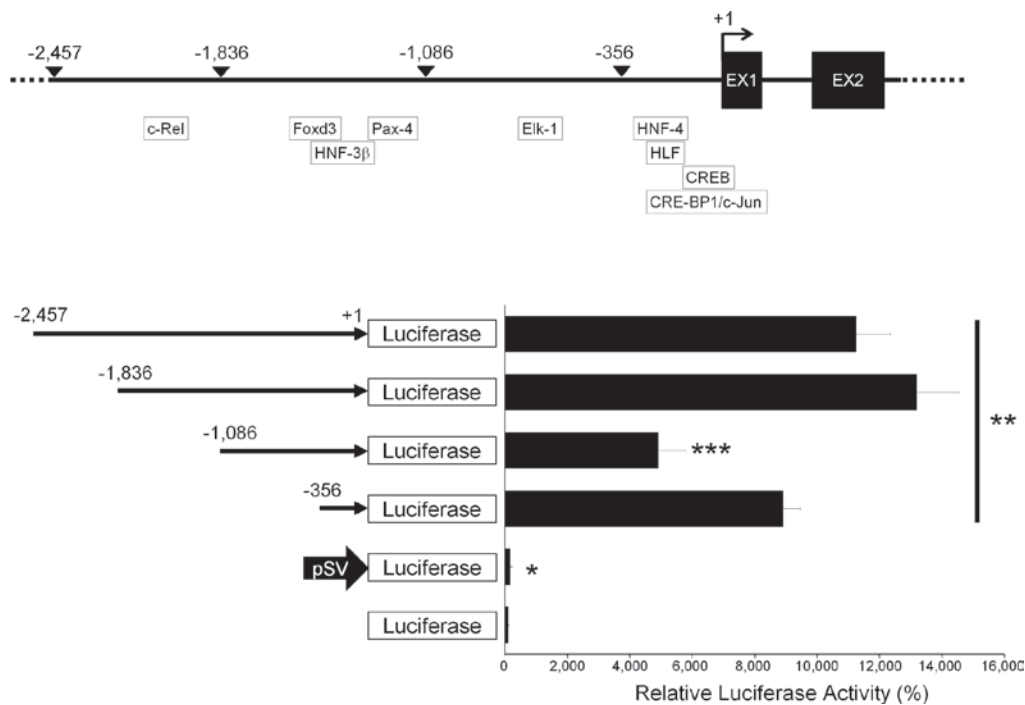 +1
-2,457 -1,836 -1,086 -356
EX1 EX2
c-Rel Foxd3 Pax-4 Elk-1 HNF-4
HNF-3β HLF
CREB
CRE-BP1/c-Jun
-2,457 +1
Luciferase
-1,836
Luciferase
**
-1,086
Luciferase ***
-356
Luciferase
pSV Luciferase *
Luciferase
0 2,000 4,000 6,000 8,000 10,000 12,000 14,000 16,000
Relative Luciferase Activity (%)